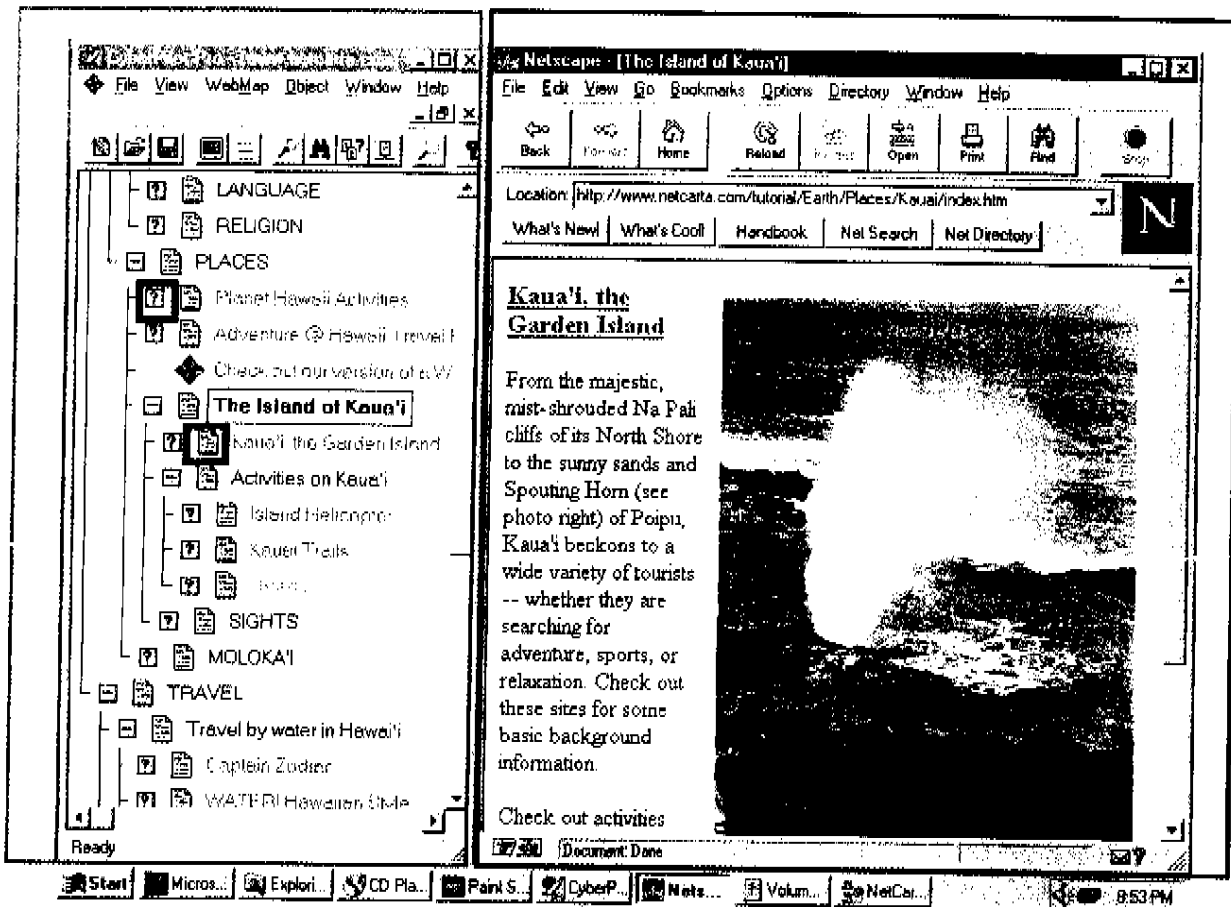 File View WebMap Object Window Help
LANGUAGE
RELIGION
PLACES
Planet Hawaii Activities
Adventure @ Hawaii Travel
Check out our version of a W
The Island of Kaua'i
Kaua'i, the Garden Island
Activities on Kaua'i
Island Helicopter
Kauai Trails
SIGHTS
MOLOKA'I
TRAVEL
Travel by water in Hawai'i
Captain Zodiac
WATER! Hawaiian Style
Ready
Netscape - [The Island of Kaua'i]
File Edit View Go Bookmarks Options Directory Window Help
Back Forward Home Reload Images Open Print Find Stop
Location: http://www.netcarta.com/tutorial/Earth/Places/Kauai/index.htm
N
What's New! What's Cool! Handbook Net Search Net Directory
Kaua'i, the
Garden Island
From the majestic,
mist-shrouded Na Pali
cliffs of its North Shore
to the sunny sands and
Spouting Horn (see
photo right) of Poipu,
Kaua'i beckons to a
wide variety of tourists
-- whether they are
searching for
adventure, sports, or
relaxation. Check out
these sites for some
basic background
information.
Check out activities
Document: Done
Start Micros... Explori... CD Pla... Paint S... CyberP... Nets... Volum... NetCar... 8:53 PM